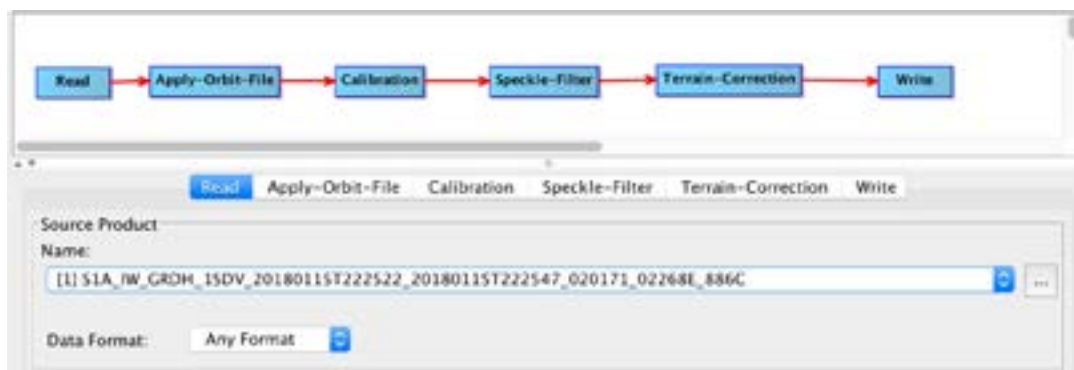 Read Apply-Orbit-File Calibration Speckle-Filter Terrain-Correction Write
Read Apply-Orbit-File Calibration Speckle-Filter Terrain-Correction Write
Source Product
Name:
[1] S1A_IW_GRDH_1SDV_20180115T222522_20180115T222547_020171_02268E_886C
...
Data Format: Any Format